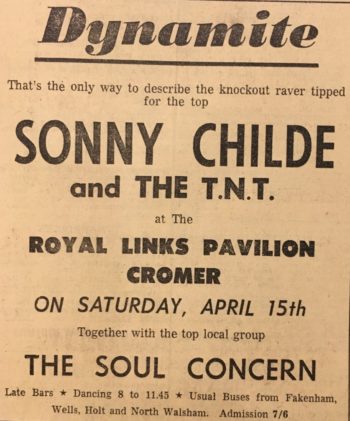 Dynamite
That's the only way to describe the knockout raver tipped
for the top
SONNY CHILDE
and THE T.N.T.
at The
ROYAL LINKS PAVILION
CROMER
ON SATURDAY, APRIL 15th
Together with the top local group
THE SOUL CONCERN
Late Bars ★ Dancing 8 to 11.45 ★ Usual Buses from Fakenham,
Wells, Holt and North Walsham. Admission 7/6